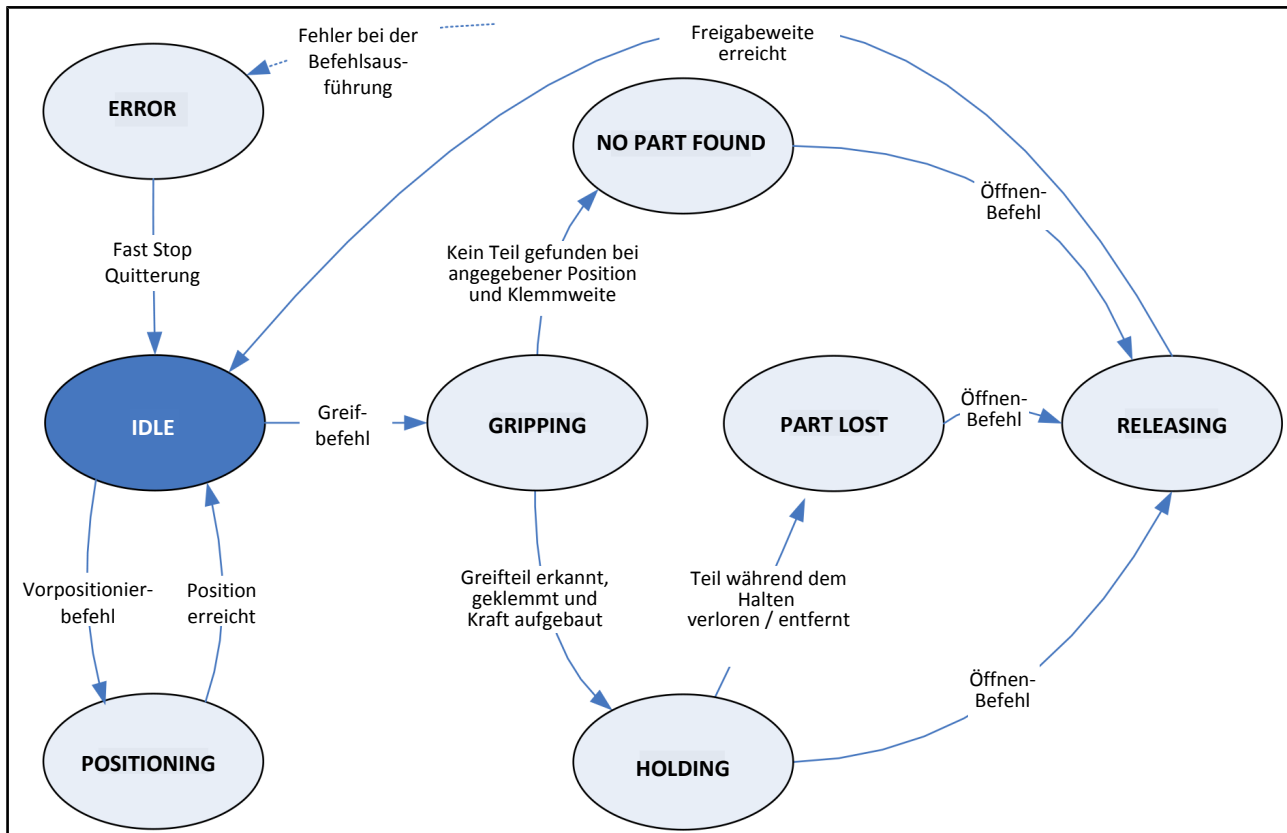 Fehler bei der
Befehlsaus-
führung
Freigabeweite
erreicht
ERROR
NO PART FOUND
Öffnen-
Befehl
Fast Stop
Quitterung
Kein Teil gefunden bei
angegebener Position
und Klemmweite
IDLE
Greif-
befehl
GRIPPING
PART LOST
Öffnen-
Befehl
RELEASING
Vorpositionier-
befehl
Position
erreicht
Greifteil erkannt,
geklemmt und
Kraft aufgebaut
Teil während dem
Halten
verloren / entfernt
Öffnen-
Befehl
POSITIONING
HOLDING